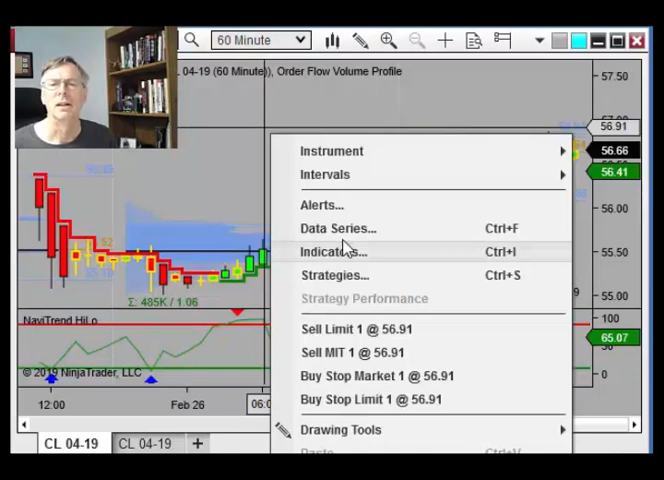 60 Minute
CL 04-19 (60 Minute)), Order Flow Volume Profile
57.50
56.91
56.66
56.41
56.00
55.50
55.00
Instrument
Intervals
Alerts...
Data Series... Ctrl+F
Indicators... Ctrl+I
Strategies... Ctrl+S
Strategy Performance
Sell Limit 1 @ 56.91
Sell MIT 1 @ 56.91
Buy Stop Market 1 @ 56.91
Buy Stop Limit 1 @ 56.91
Drawing Tools
Σ: 485K / 1.06
NaviTrend HiLo
© 2019 NinjaTrader, LLC
100
65.07
0
12:00
Feb 26
CL 04-19
CL 04-19
+